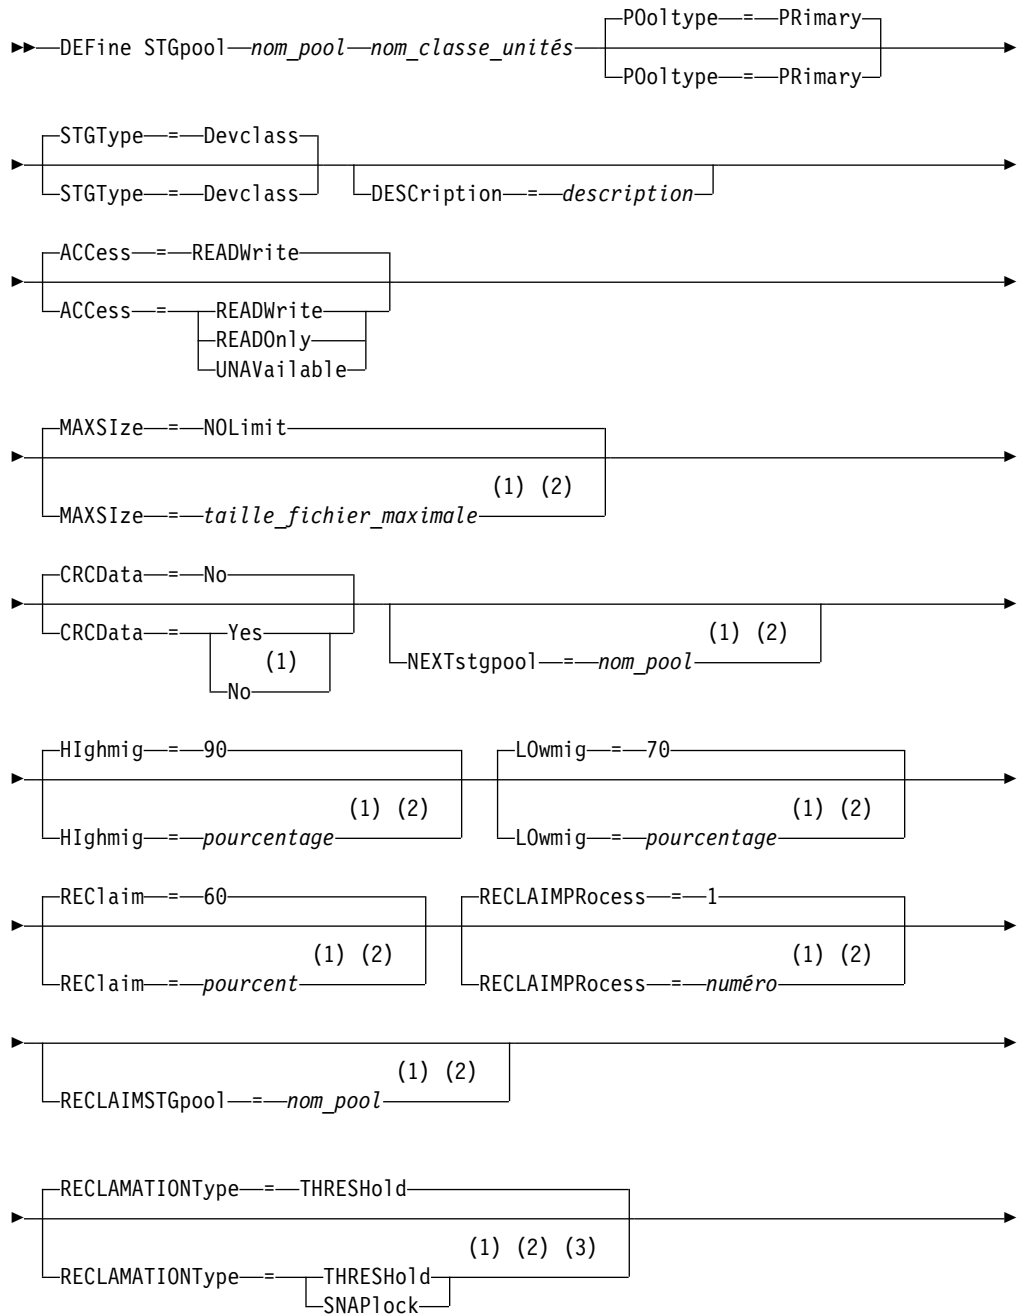 POoltype = PRimary
DEFine STGpool nom_pool nom_classe_unités
POoltype = PRimary
STGType = Devclass
STGType = Devclass
DESCription = description
ACCess = READWrite
ACCess = READWrite
READOnly
UNAVailable
MAXSIze = NOLimit
(1) (2)
MAXSIze = taille_fichier_maximale
CRCData = No
CRCData = Yes
(1)
No
(1) (2)
NEXTstgpool = nom_pool
HIghmig = 90
(1) (2)
HIghmig = pourcentage
LOwmig = 70
(1) (2)
LOwmig = pourcentage
REClaim = 60
(1) (2)
REClaim = pourcent
RECLAIMPRocess = 1
(1) (2)
RECLAIMPRocess = numéro
(1) (2)
RECLAIMSTGpool = nom_pool
RECLAMATIONType = THRESHold
(1) (2) (3)
RECLAMATIONType = THRESHold
SNAPlock